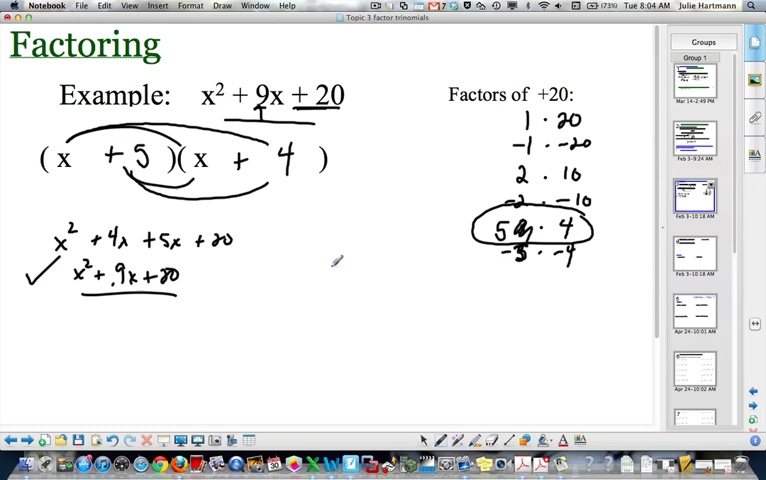 Notebook File Edit View Insert Format Draw Window Help
7 (73%) Tue 8:04 AM Julie Hartmann
Topic 3 factor trinomials
Factoring
Example: x² + 9x + 20
( x + 5 )( x + 4 )
x² + 4x + 5x + 20
x² + 9x + 20
Factors of +20:
1 · 20
-1 · -20
2 · 10
-2 · -10
5 · 4
-5 · -4
Groups
Group 1
Mar 14-2:49 PM
Feb 3-9:24 AM
Feb 3-10:18 AM
Feb 3-10:18 AM
Apr 24-10:01 AM
Apr 24-10:02 AM